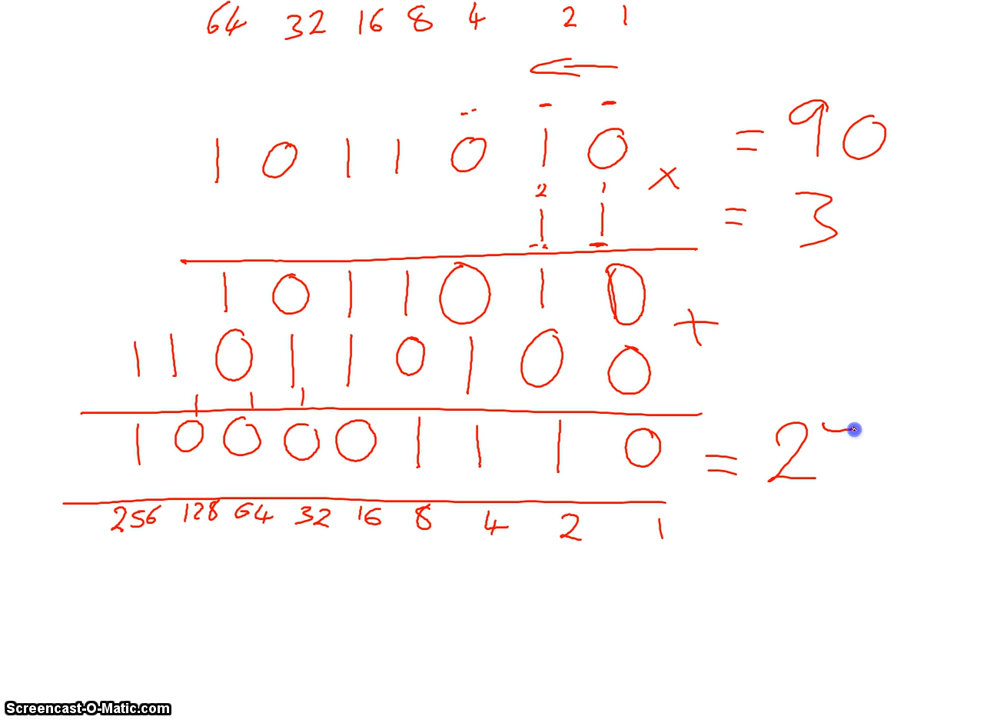 64 32 16 8 4 2 1
1 0 1 1 0 1 0 x = 90
2 1
1 1 = 3
1 0 1 1 0 1 0
1 1 0 1 1 0 1 0 0 +
1 1 1
1 0 0 0 0 1 1 1 0 = 2
256 128 64 32 16 8 4 2 1
Screencast-O-Matic.com